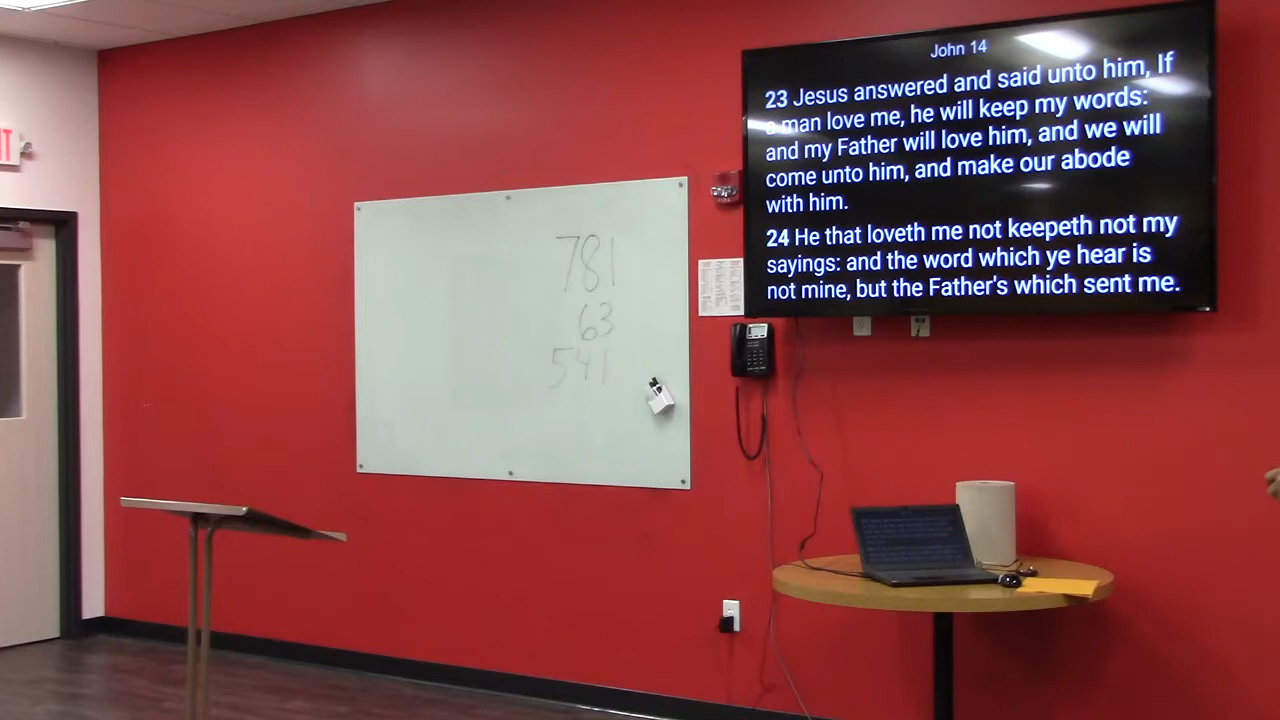 IT
781
63
541
John 14
23 Jesus answered and said unto him, If
a man love me, he will keep my words:
and my Father will love him, and we will
come unto him, and make our abode
with him.
24 He that loveth me not keepeth not my
sayings: and the word which ye hear is
not mine, but the Father's which sent me.
FIRE